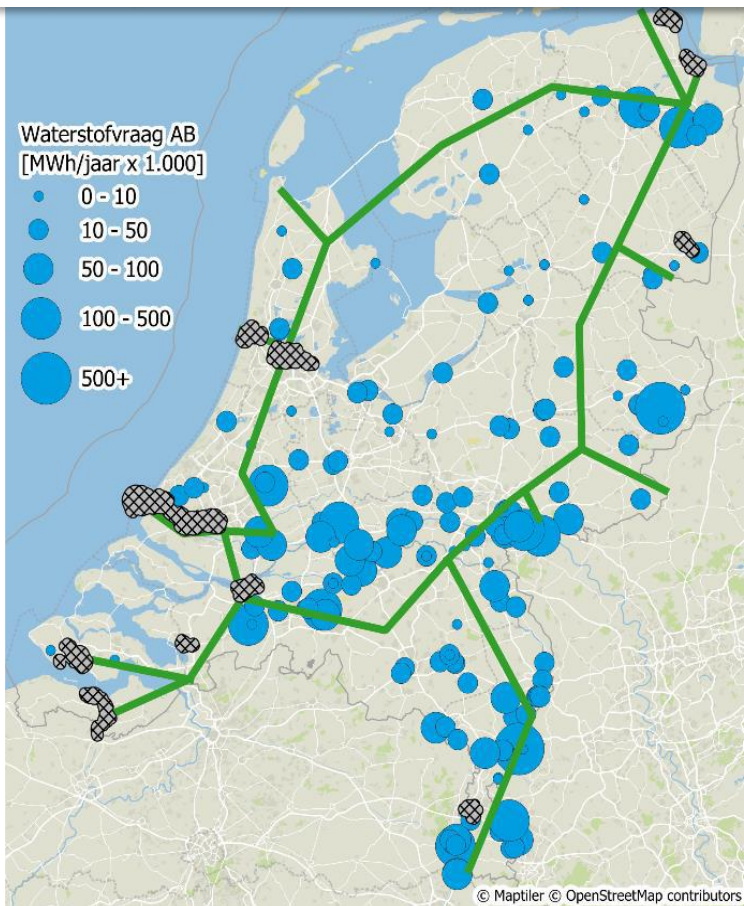 Waterstofvraag AB
[MWh/jaar x 1.000]
0 - 10
10 - 50
50 - 100
100 - 500
500+
© Maptiler © OpenStreetMap contributors